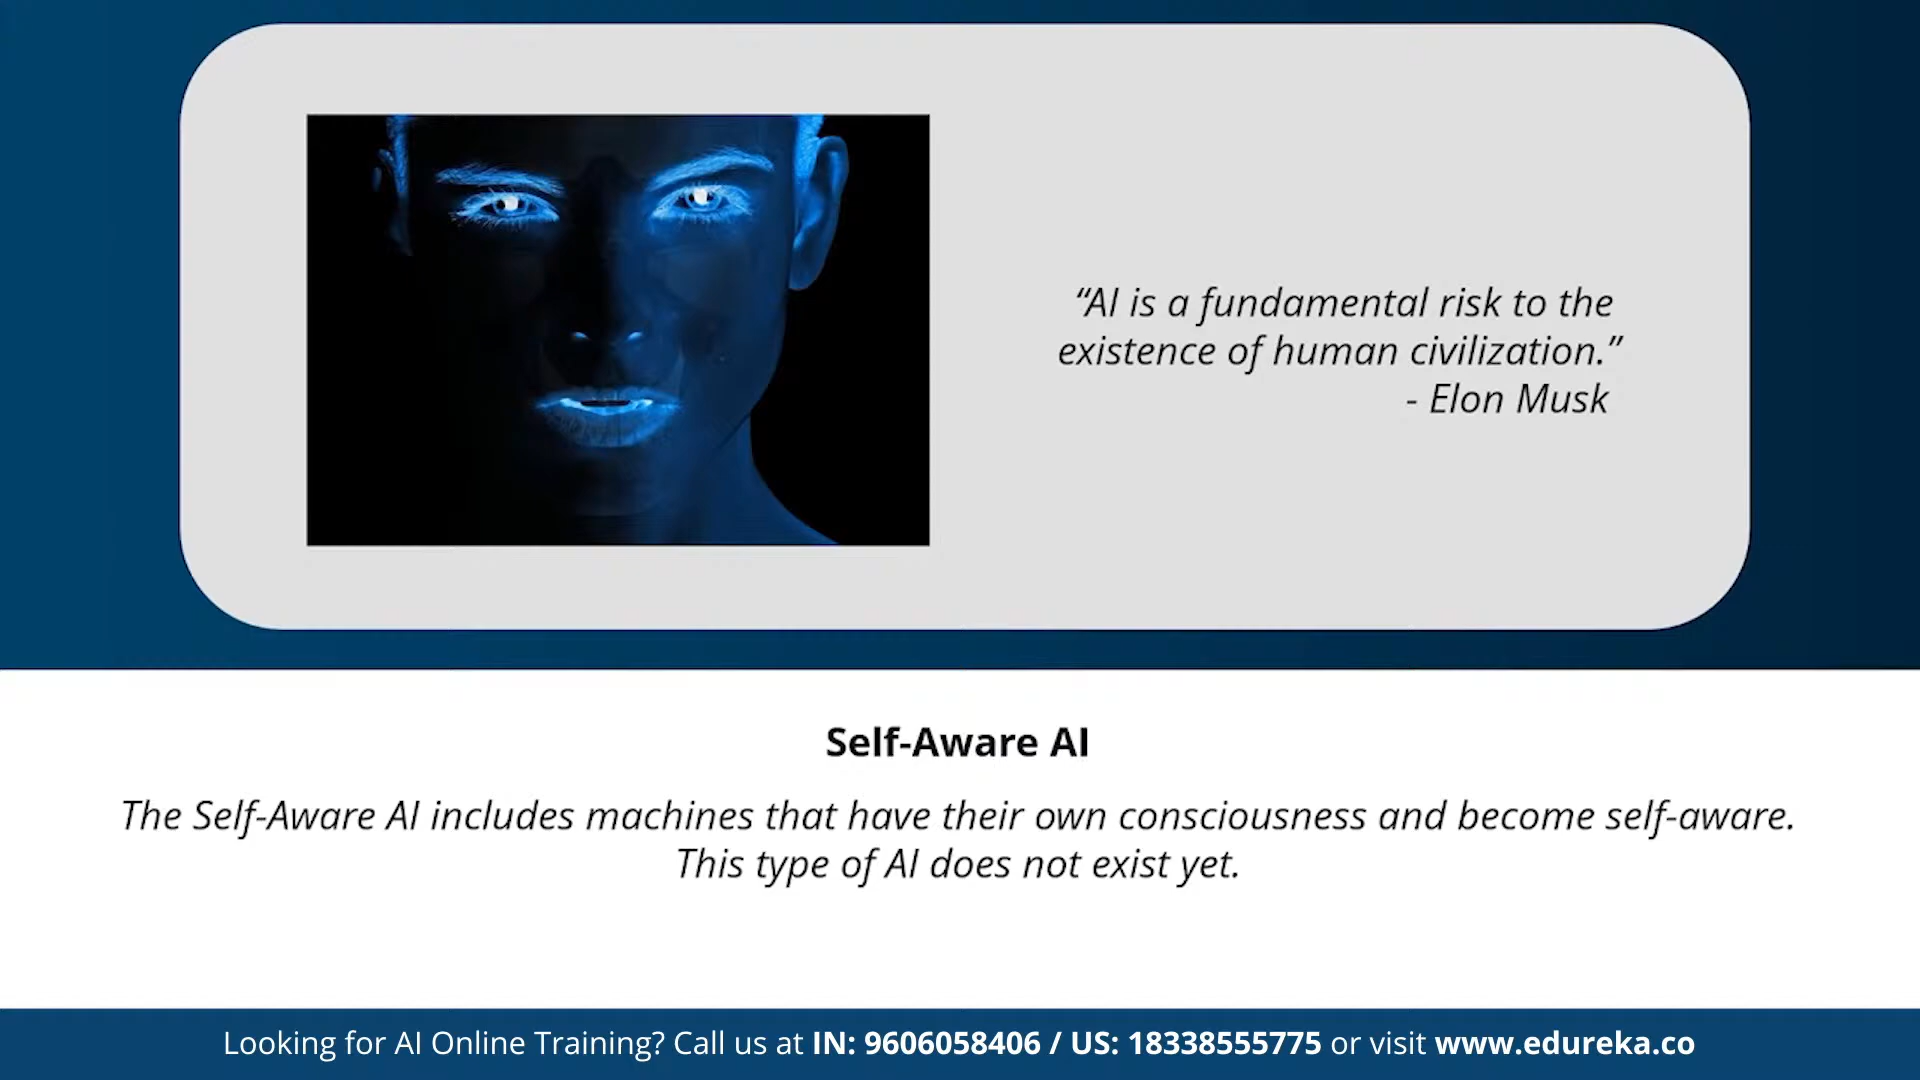 “AI is a fundamental risk to the
existence of human civilization.”
- Elon Musk
Self-Aware AI
The Self-Aware AI includes machines that have their own consciousness and become self-aware.
This type of AI does not exist yet.
Looking for AI Online Training? Call us at IN: 9606058406 / US: 18338555775 or visit www.edureka.co